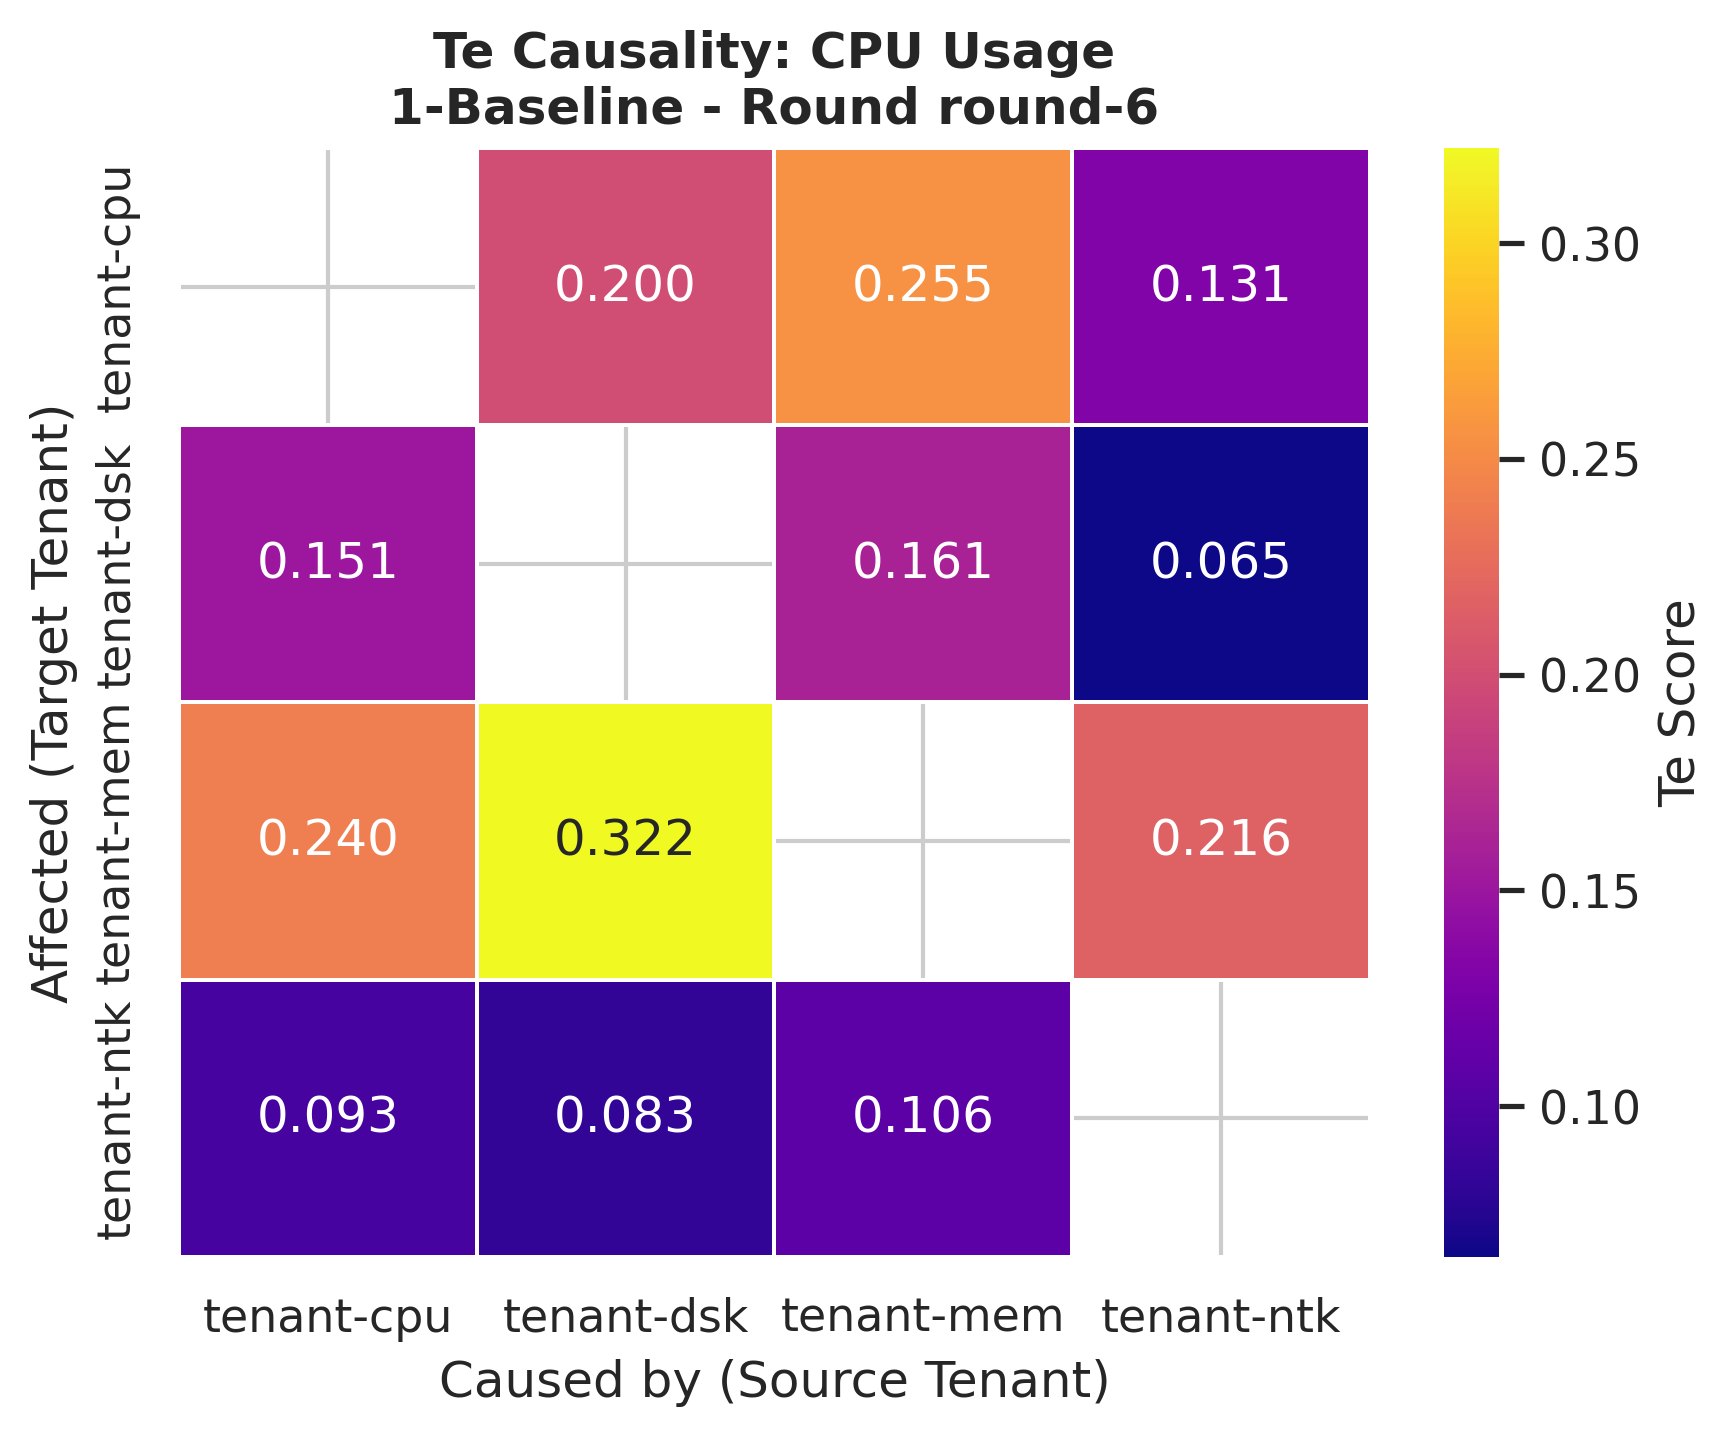 Te Causality: CPU Usage
1-Baseline - Round round-6
Affected (Target Tenant)
tenant-cpu
0.200 0.255 0.131
tenant-dsk
0.151 0.161 0.065
tenant-mem
0.240 0.322 0.216
tenant-ntk
0.093 0.083 0.106
tenant-cpu tenant-dsk tenant-mem tenant-ntk
Caused by (Source Tenant)
0.30
0.25
0.20
0.15
0.10
Te Score